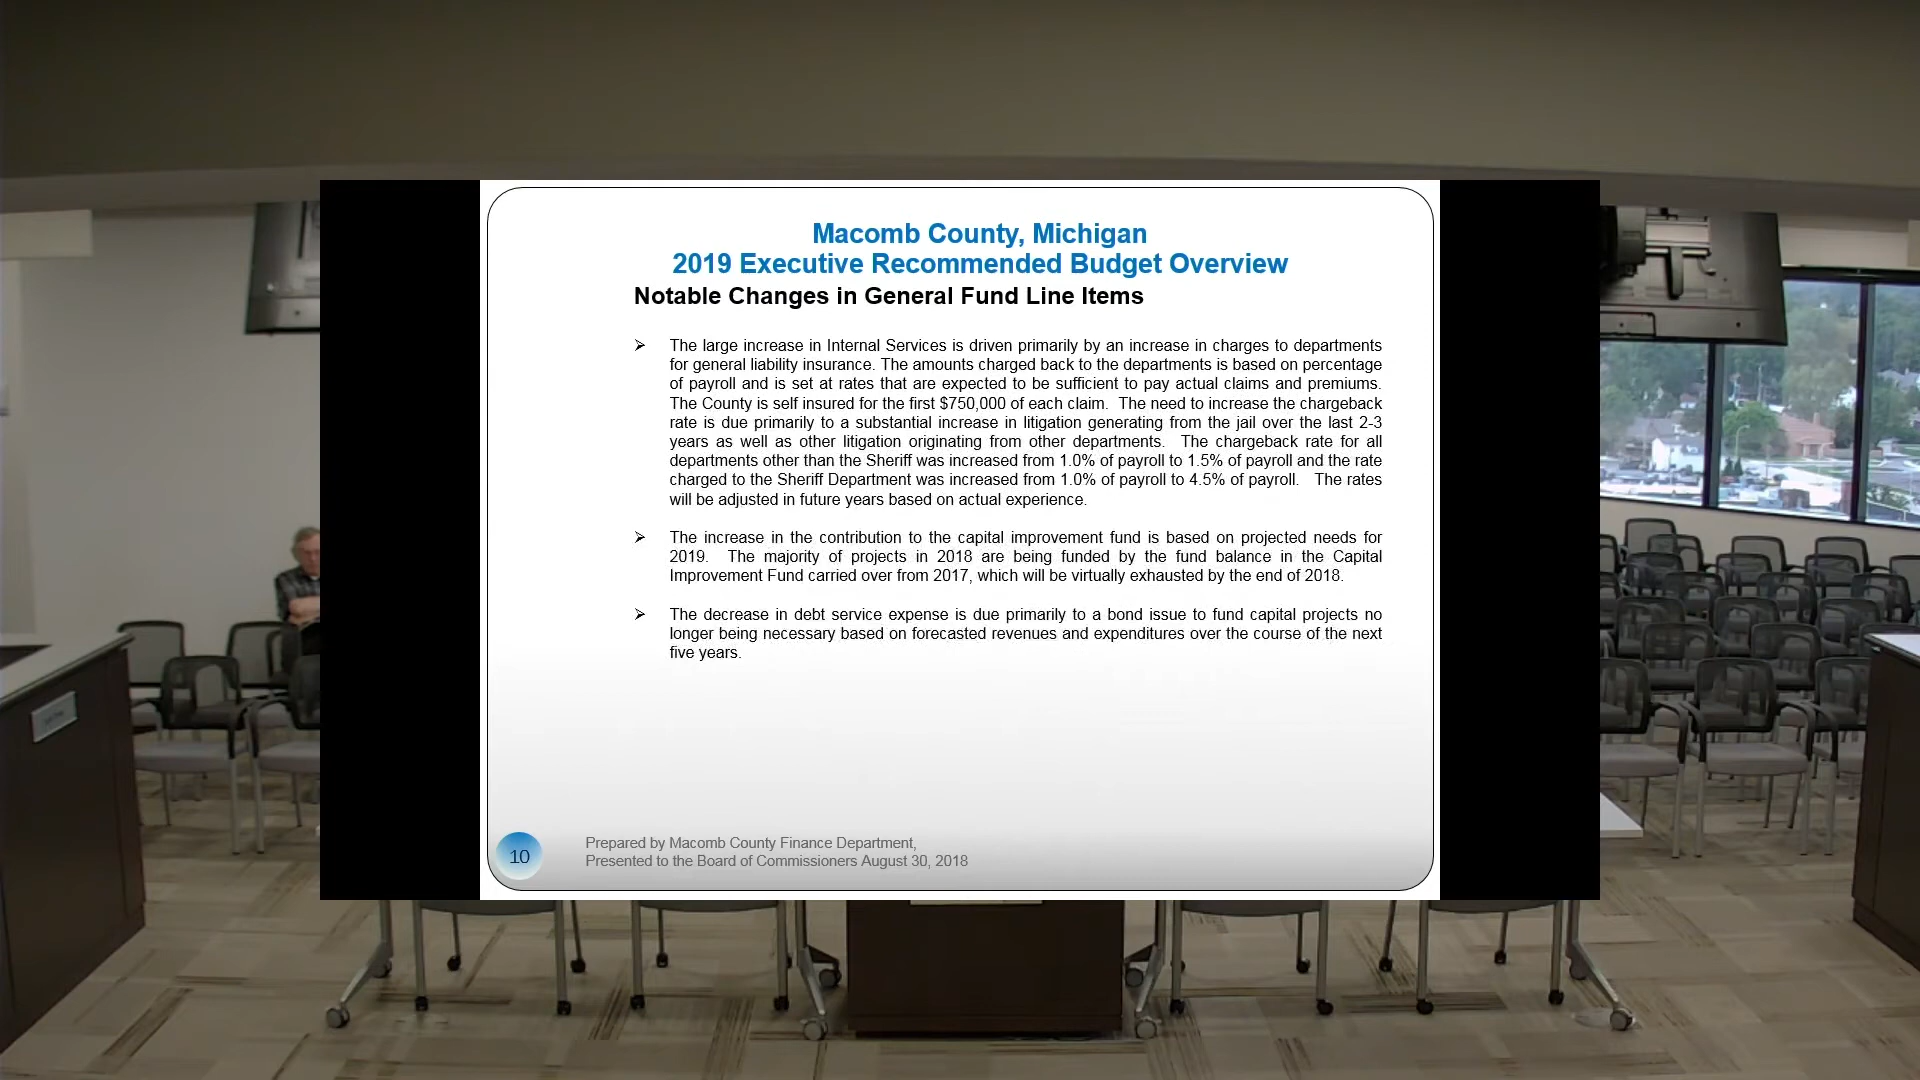 Macomb County, Michigan
2019 Executive Recommended Budget Overview
Notable Changes in General Fund Line Items
The large increase in Internal Services is driven primarily by an increase in charges to departments
for general liability insurance. The amounts charged back to the departments is based on percentage
of payroll and is set at rates that are expected to be sufficient to pay actual claims and premiums.
The County is self insured for the first $750,000 of each claim. The need to increase the chargeback
rate is due primarily to a substantial increase in litigation generating from the jail over the last 2-3
years as well as other litigation originating from other departments. The chargeback rate for all
departments other than the Sheriff was increased from 1.0% of payroll to 1.5% of payroll and the rate
charged to the Sheriff Department was increased from 1.0% of payroll to 4.5% of payroll. The rates
will be adjusted in future years based on actual experience.
The increase in the contribution to the capital improvement fund is based on projected needs for
2019. The majority of projects in 2018 are being funded by the fund balance in the Capital
Improvement Fund carried over from 2017, which will be virtually exhausted by the end of 2018.
The decrease in debt service expense is due primarily to a bond issue to fund capital projects no
longer being necessary based on forecasted revenues and expenditures over the course of the next
five years.
10
Prepared by Macomb County Finance Department,
Presented to the Board of Commissioners August 30, 2018